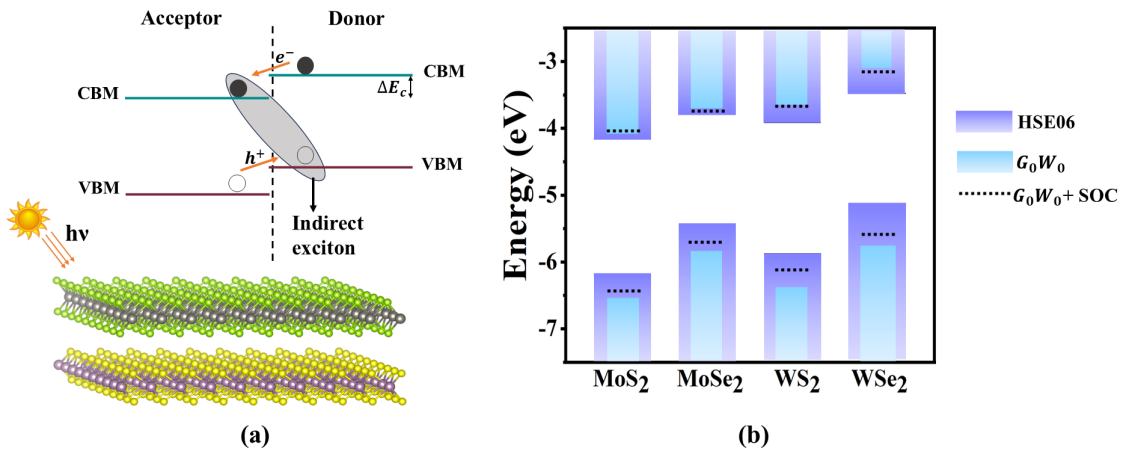 Acceptor
Donor
e⁻
CBM
ΔE_c
CBM
h⁺
VBM
VBM
Indirect
exciton
hν
(a)
Energy (eV)
-3
-4
-5
-6
-7
MoS₂
MoSe₂
WS₂
WSe₂
HSE06
G₀W₀
G₀W₀+ SOC
(b)